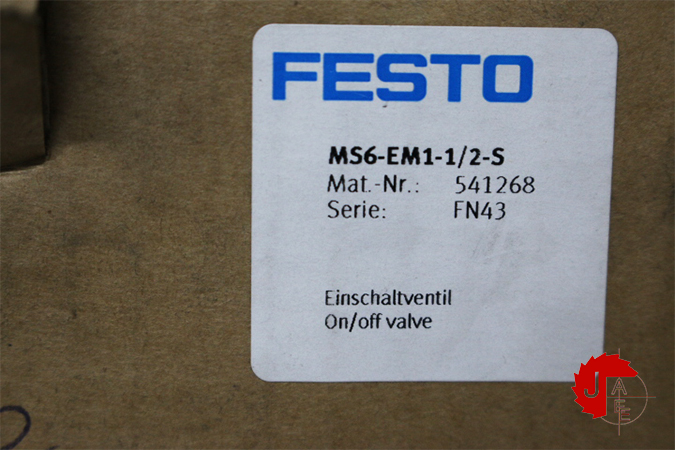 FESTO
MS6-EM1-1/2-S
Mat.-Nr.: 541268
Serie: FN43
Einschaltventil
On/off valve
J